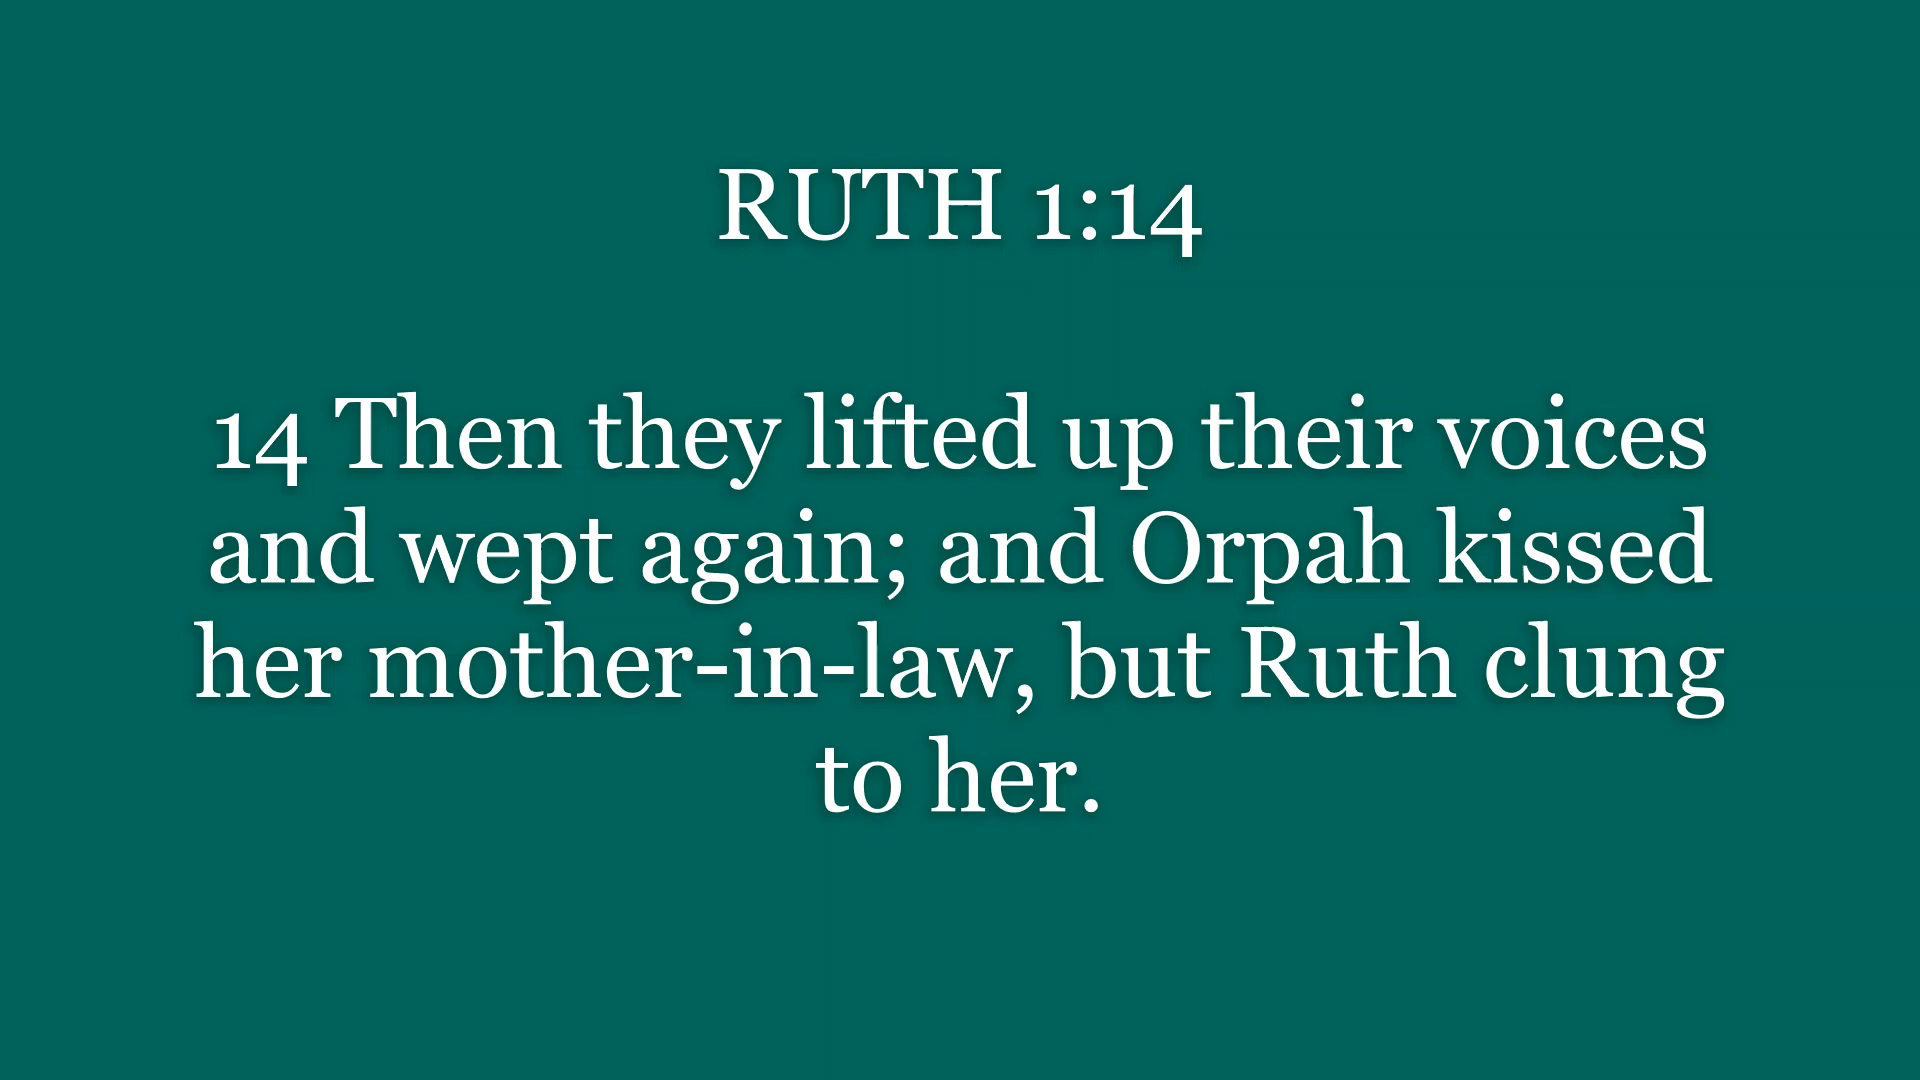 RUTH 1:14
14 Then they lifted up their voices
and wept again; and Orpah kissed
her mother-in-law, but Ruth clung
to her.